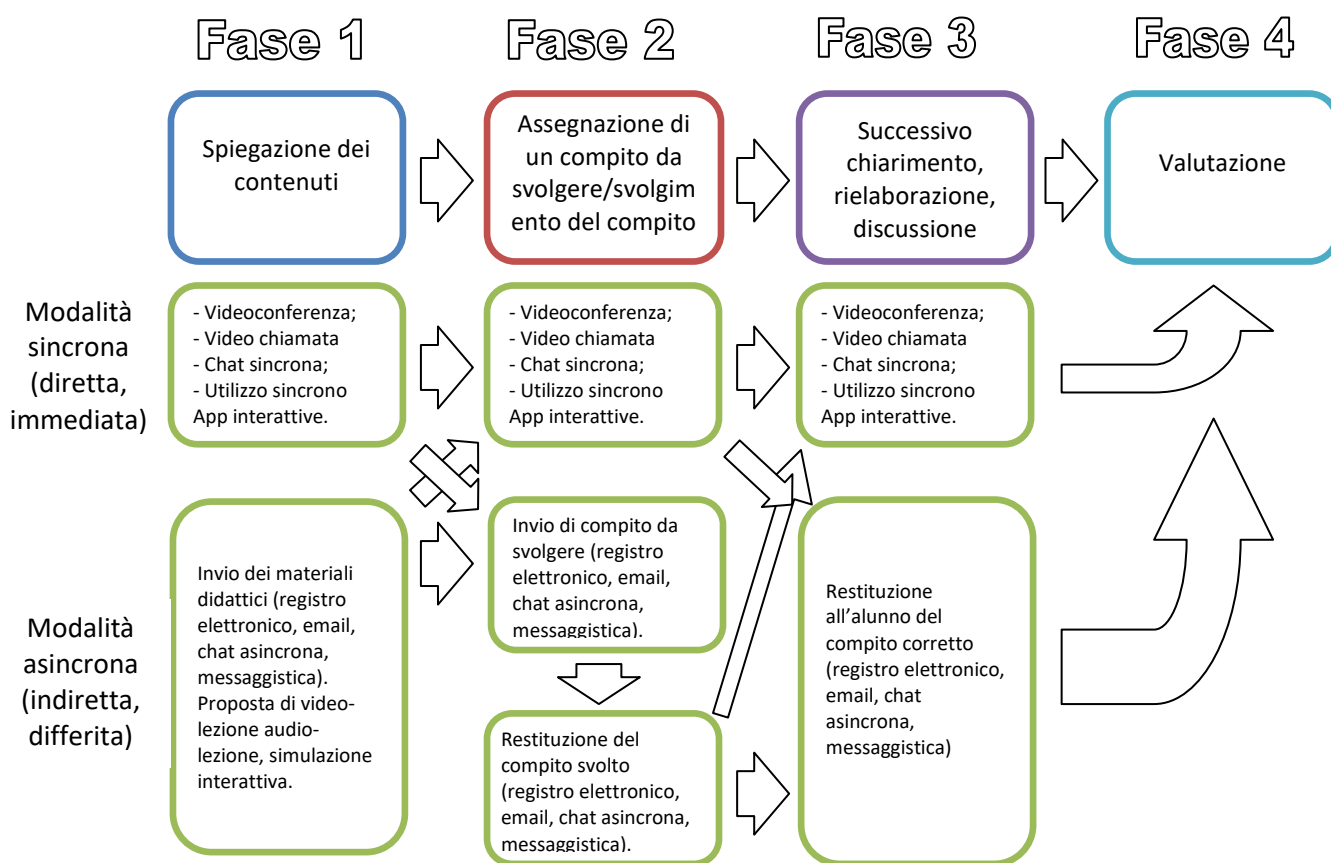 Fase 1
Fase 2
Fase 3
Fase 4
Spiegazione dei
contenuti
Assegnazione di
un compito da
svolgere/svolgim
ento del compito
Successivo
chiarimento,
rielaborazione,
discussione
Valutazione
Modalità
sincrona
(diretta,
immediata)
- Videoconferenza;
- Video chiamata
- Chat sincrona;
- Utilizzo sincrono
App interattive.
- Videoconferenza;
- Video chiamata
- Chat sincrona;
- Utilizzo sincrono
App interattive.
- Videoconferenza;
- Video chiamata
- Chat sincrona;
- Utilizzo sincrono
App interattive.
Modalità
asincrona
(indiretta,
differita)
Invio dei materiali
didattici (registro
elettronico, email,
chat asincrona,
messaggistica).
Proposta di video-
lezione audio-
lezione, simulazione
interattiva.
Invio di compito da
svolgere (registro
elettronico, email,
chat asincrona,
messaggistica).
Restituzione del
compito svolto
(registro elettronico,
email, chat asincrona,
messaggistica).
Restituzione
all’alunno del
compito corretto
(registro elettronico,
email, chat
asincrona,
messaggistica)